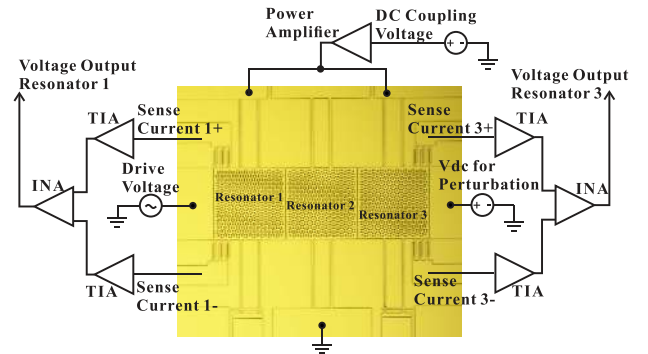 Power
Amplifier
DC Coupling
Voltage
+ -
Voltage Output
Resonator 1
Voltage Output
Resonator 3
TIA
Sense
Current 1+
Sense
Current 3+
TIA
INA
Drive
Voltage
Vdc for
Perturbation
+ -
INA
Resonator 1
Resonator 2
Resonator 3
TIA
Sense
Current 1-
Sense
Current 3-
TIA